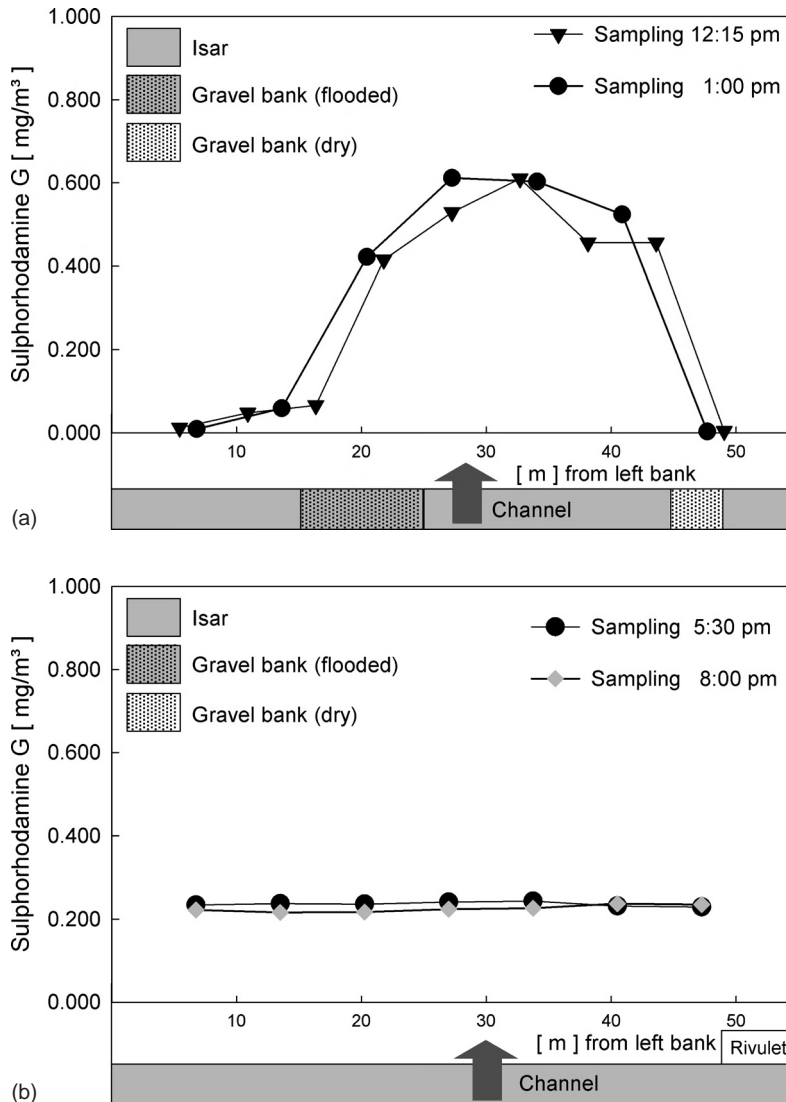 1.000
0.800
0.600
0.400
0.200
0.000
Sulphorhodamine G [ mg/m³ ]
Isar
Gravel bank (flooded)
Gravel bank (dry)
Sampling 12:15 pm
Sampling 1:00 pm
10 20 30 40 50
[ m ] from left bank
Channel
(a)
1.000
0.800
0.600
0.400
0.200
0.000
Sulphorhodamine G [ mg/m³ ]
Isar
Gravel bank (flooded)
Gravel bank (dry)
Sampling 5:30 pm
Sampling 8:00 pm
10 20 30 40 50
[ m ] from left bank
Rivulet
Channel
(b)